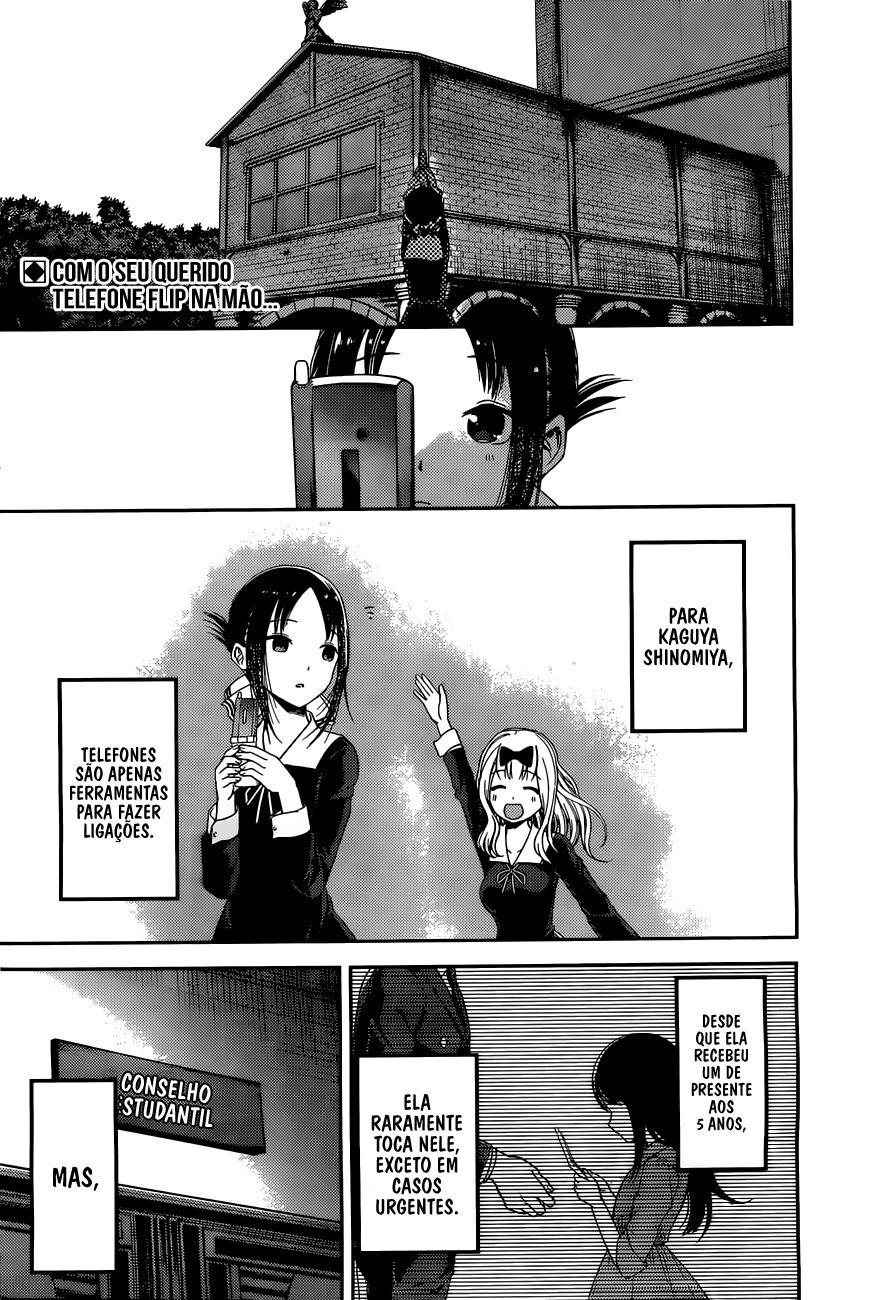 COM O SEU QUERIDO
TELEFONE FLIP NA MÃO...
PARA
KAGUYA
SHINOMIYA,
TELEFONES
SÃO APENAS
FERRAMENTAS
PARA FAZER
LIGAÇÕES.
DESDE
QUE ELA
RECEBEU
UM DE
PRESENTE
AOS
5 ANOS,
ELA
RARAMENTE
TOCA NELE,
EXCETO EM
CASOS
URGENTES.
CONSELHO
ESTUDANTIL
MAS,